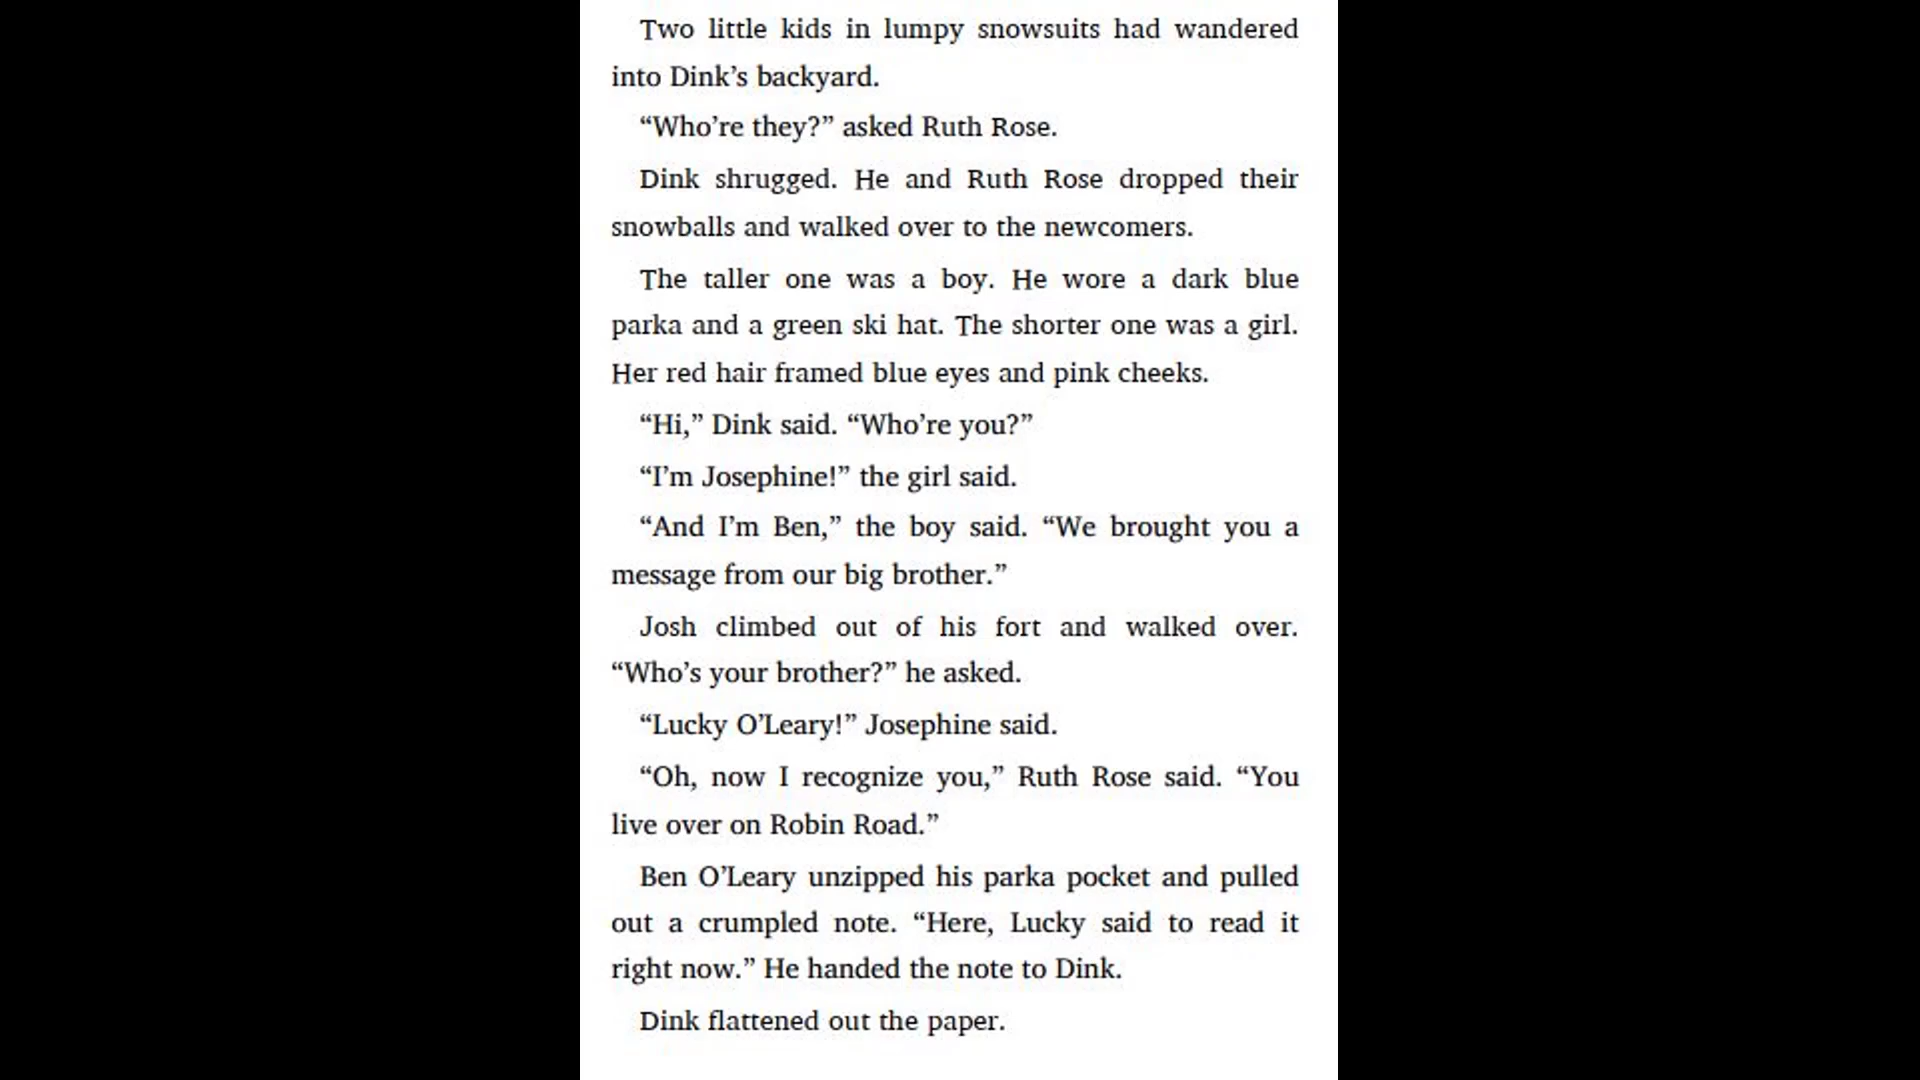 Two little kids in lumpy snowsuits had wandered
into Dink’s backyard.
“Who’re they?” asked Ruth Rose.
Dink shrugged. He and Ruth Rose dropped their
snowballs and walked over to the newcomers.
The taller one was a boy. He wore a dark blue
parka and a green ski hat. The shorter one was a girl.
Her red hair framed blue eyes and pink cheeks.
“Hi,” Dink said. “Who’re you?”
“I’m Josephine!” the girl said.
“And I’m Ben,” the boy said. “We brought you a
message from our big brother.”
Josh climbed out of his fort and walked over.
“Who’s your brother?” he asked.
“Lucky O’Leary!” Josephine said.
“Oh, now I recognize you,” Ruth Rose said. “You
live over on Robin Road.”
Ben O’Leary unzipped his parka pocket and pulled
out a crumpled note. “Here, Lucky said to read it
right now.” He handed the note to Dink.
Dink flattened out the paper.